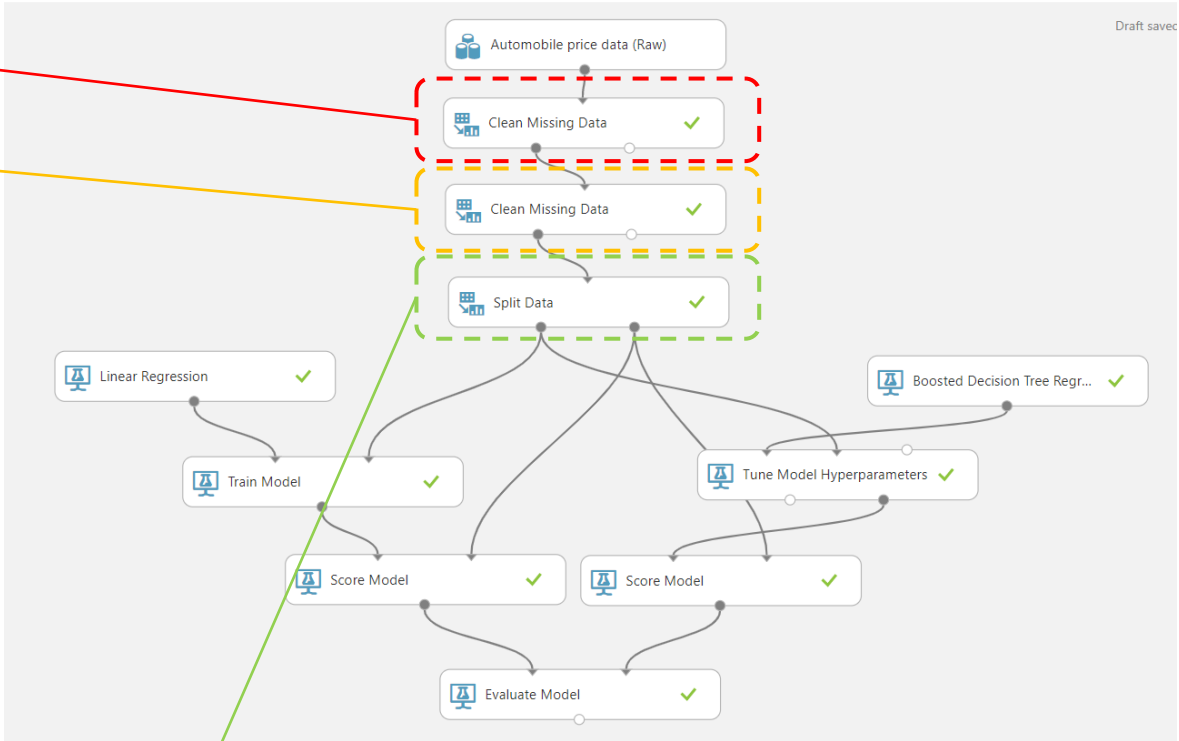 Automobile price data (Raw)
Draft saved
Clean Missing Data
Clean Missing Data
Split Data
Linear Regression
Boosted Decision Tree Regr...
Train Model
Tune Model Hyperparameters
Score Model
Score Model
Evaluate Model